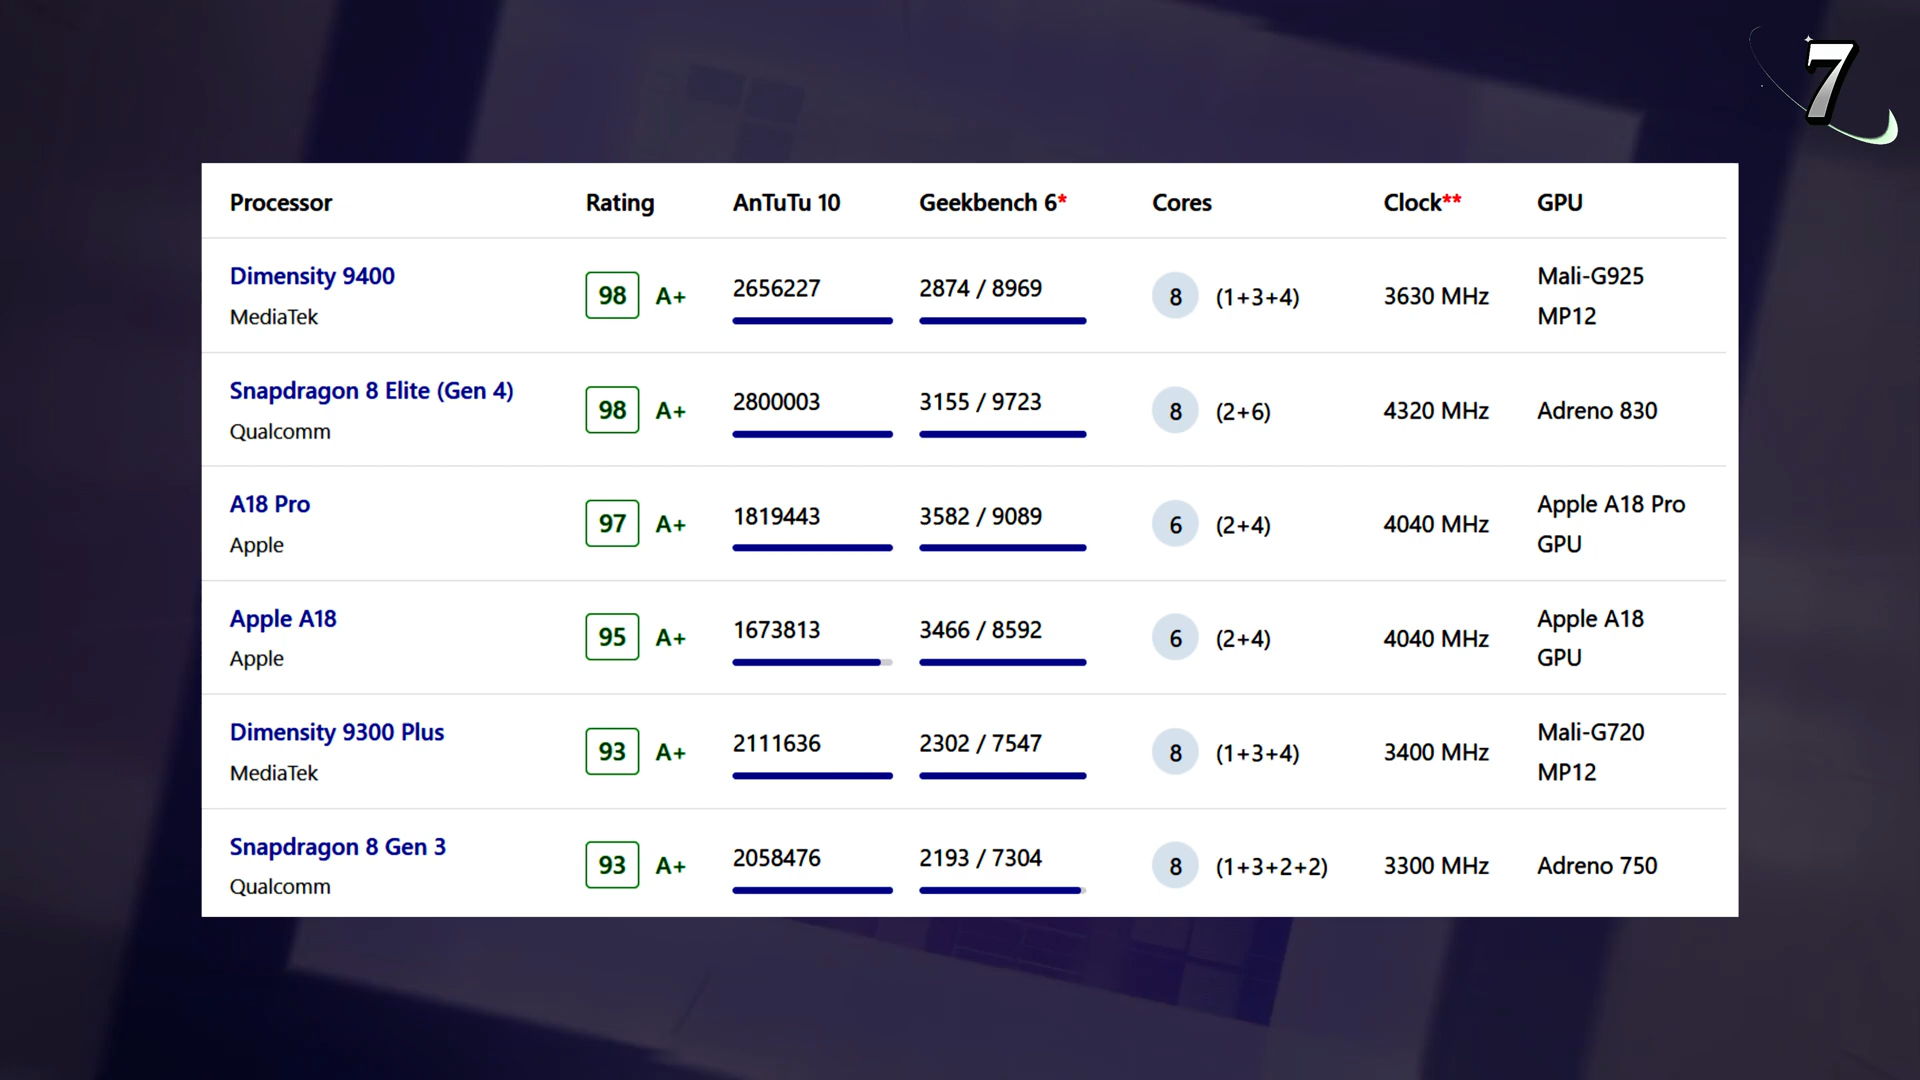 7
Processor Rating AnTuTu 10 Geekbench 6* Cores Clock** GPU
Dimensity 9400
MediaTek
98 A+ 2656227 2874 / 8969 8 (1+3+4) 3630 MHz Mali-G925
MP12
Snapdragon 8 Elite (Gen 4)
Qualcomm
98 A+ 2800003 3155 / 9723 8 (2+6) 4320 MHz Adreno 830
A18 Pro
Apple
97 A+ 1819443 3582 / 9089 6 (2+4) 4040 MHz Apple A18 Pro
GPU
Apple A18
Apple
95 A+ 1673813 3466 / 8592 6 (2+4) 4040 MHz Apple A18
GPU
Dimensity 9300 Plus
MediaTek
93 A+ 2111636 2302 / 7547 8 (1+3+4) 3400 MHz Mali-G720
MP12
Snapdragon 8 Gen 3
Qualcomm
93 A+ 2058476 2193 / 7304 8 (1+3+2+2) 3300 MHz Adreno 750